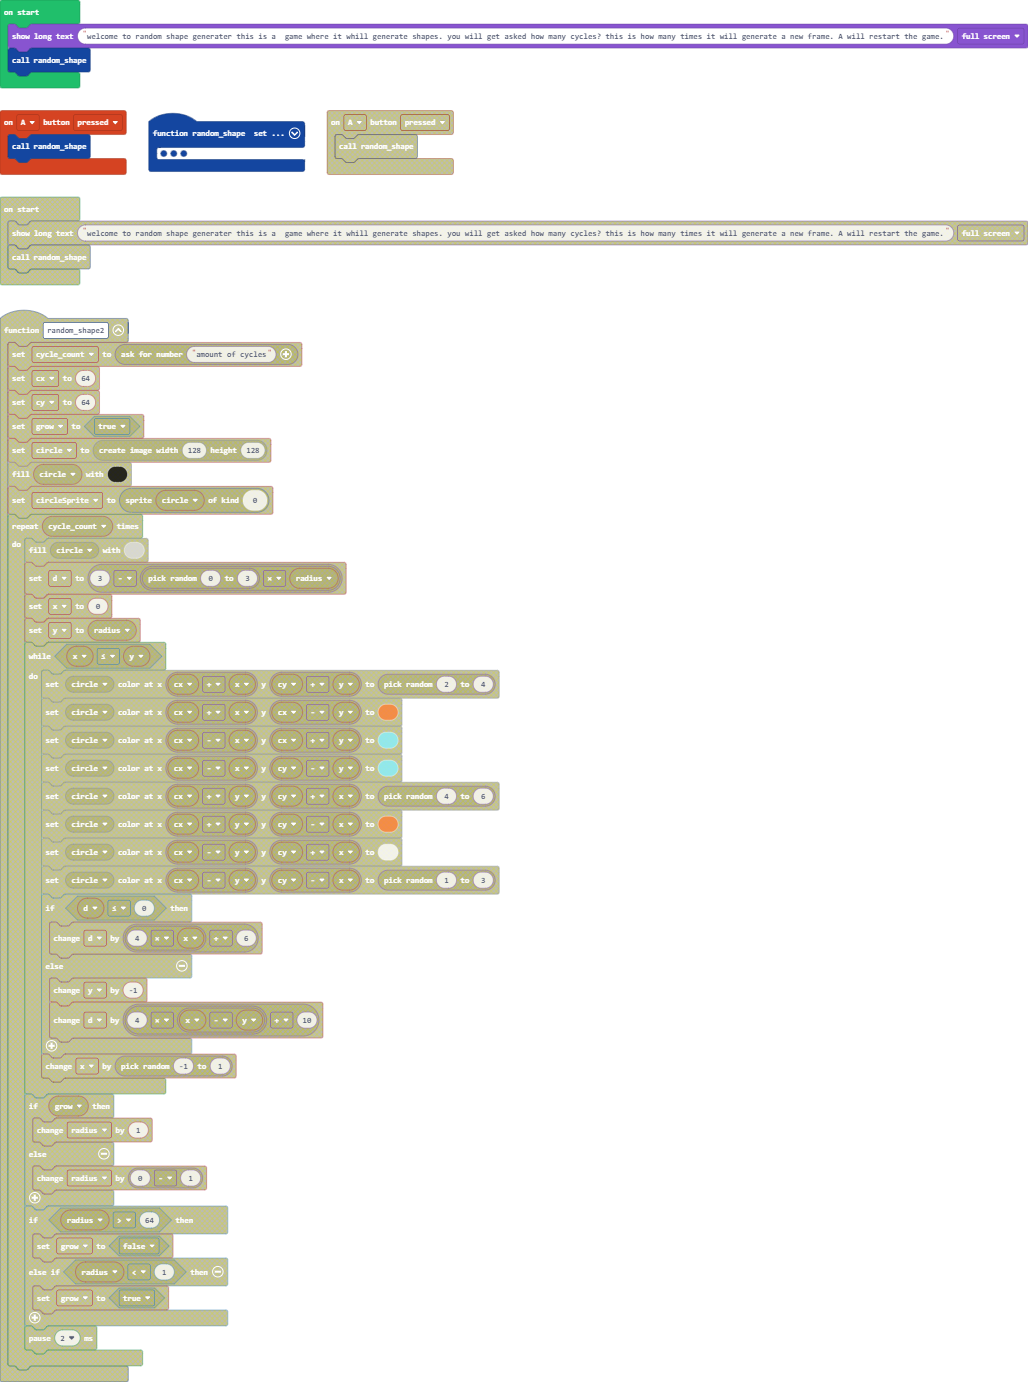 on start
show long text "welcome to random shape generater this is a  game where it whill generate shapes. you will get asked how many cycles? this is how many times it will generate a new frame. A will restart the game." full screen
call random_shape
on A button pressed
call random_shape
function random_shape set ...
on A button pressed
call random_shape
on start
show long text "welcome to random shape generater this is a  game where it whill generate shapes. you will get asked how many cycles? this is how many times it will generate a new frame. A will restart the game." full screen
call random_shape
function random_shape2
set cycle_count to ask for number "amount of cycles"
set cx to 64
set cy to 64
set grow to true
set circle to create image width 128 height 128
fill circle with
set circleSprite to sprite circle of kind 0
repeat cycle_count times
do
fill circle with
set d to 3 - pick random 0 to 3 × radius
set x to 0
set y to radius
while x ≤ y
do
set circle color at x cx + x y cy + y to pick random 2 to 4
set circle color at x cx + x y cx - y to
set circle color at x cx - x y cx + y to
set circle color at x cx - x y cy - y to
set circle color at x cx + y y cy + x to pick random 4 to 6
set circle color at x cx + y y cy - x to
set circle color at x cx - y y cy + x to
set circle color at x cx - y y cy - x to pick random 1 to 3
if d ≤ 0 then
change d by 4 × x + 6
else
change y by -1
change d by 4 × x - y + 10
change x by pick random -1 to 1
if grow then
change radius by 1
else
change radius by 0 - 1
if radius > 64 then
set grow to false
else if radius < 1 then
set grow to true
pause 2 ms